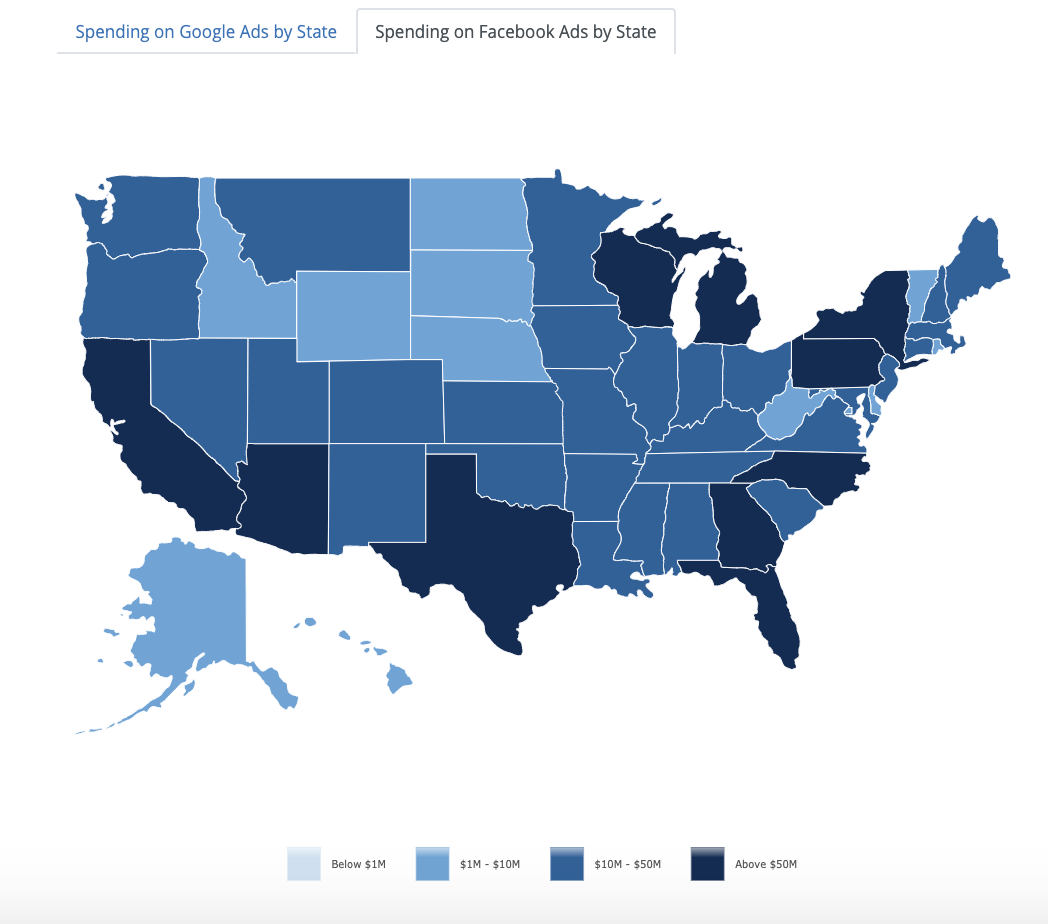 Spending on Google Ads by State
Spending on Facebook Ads by State
Below $1M
$1M - $10M
$10M - $50M
Above $50M